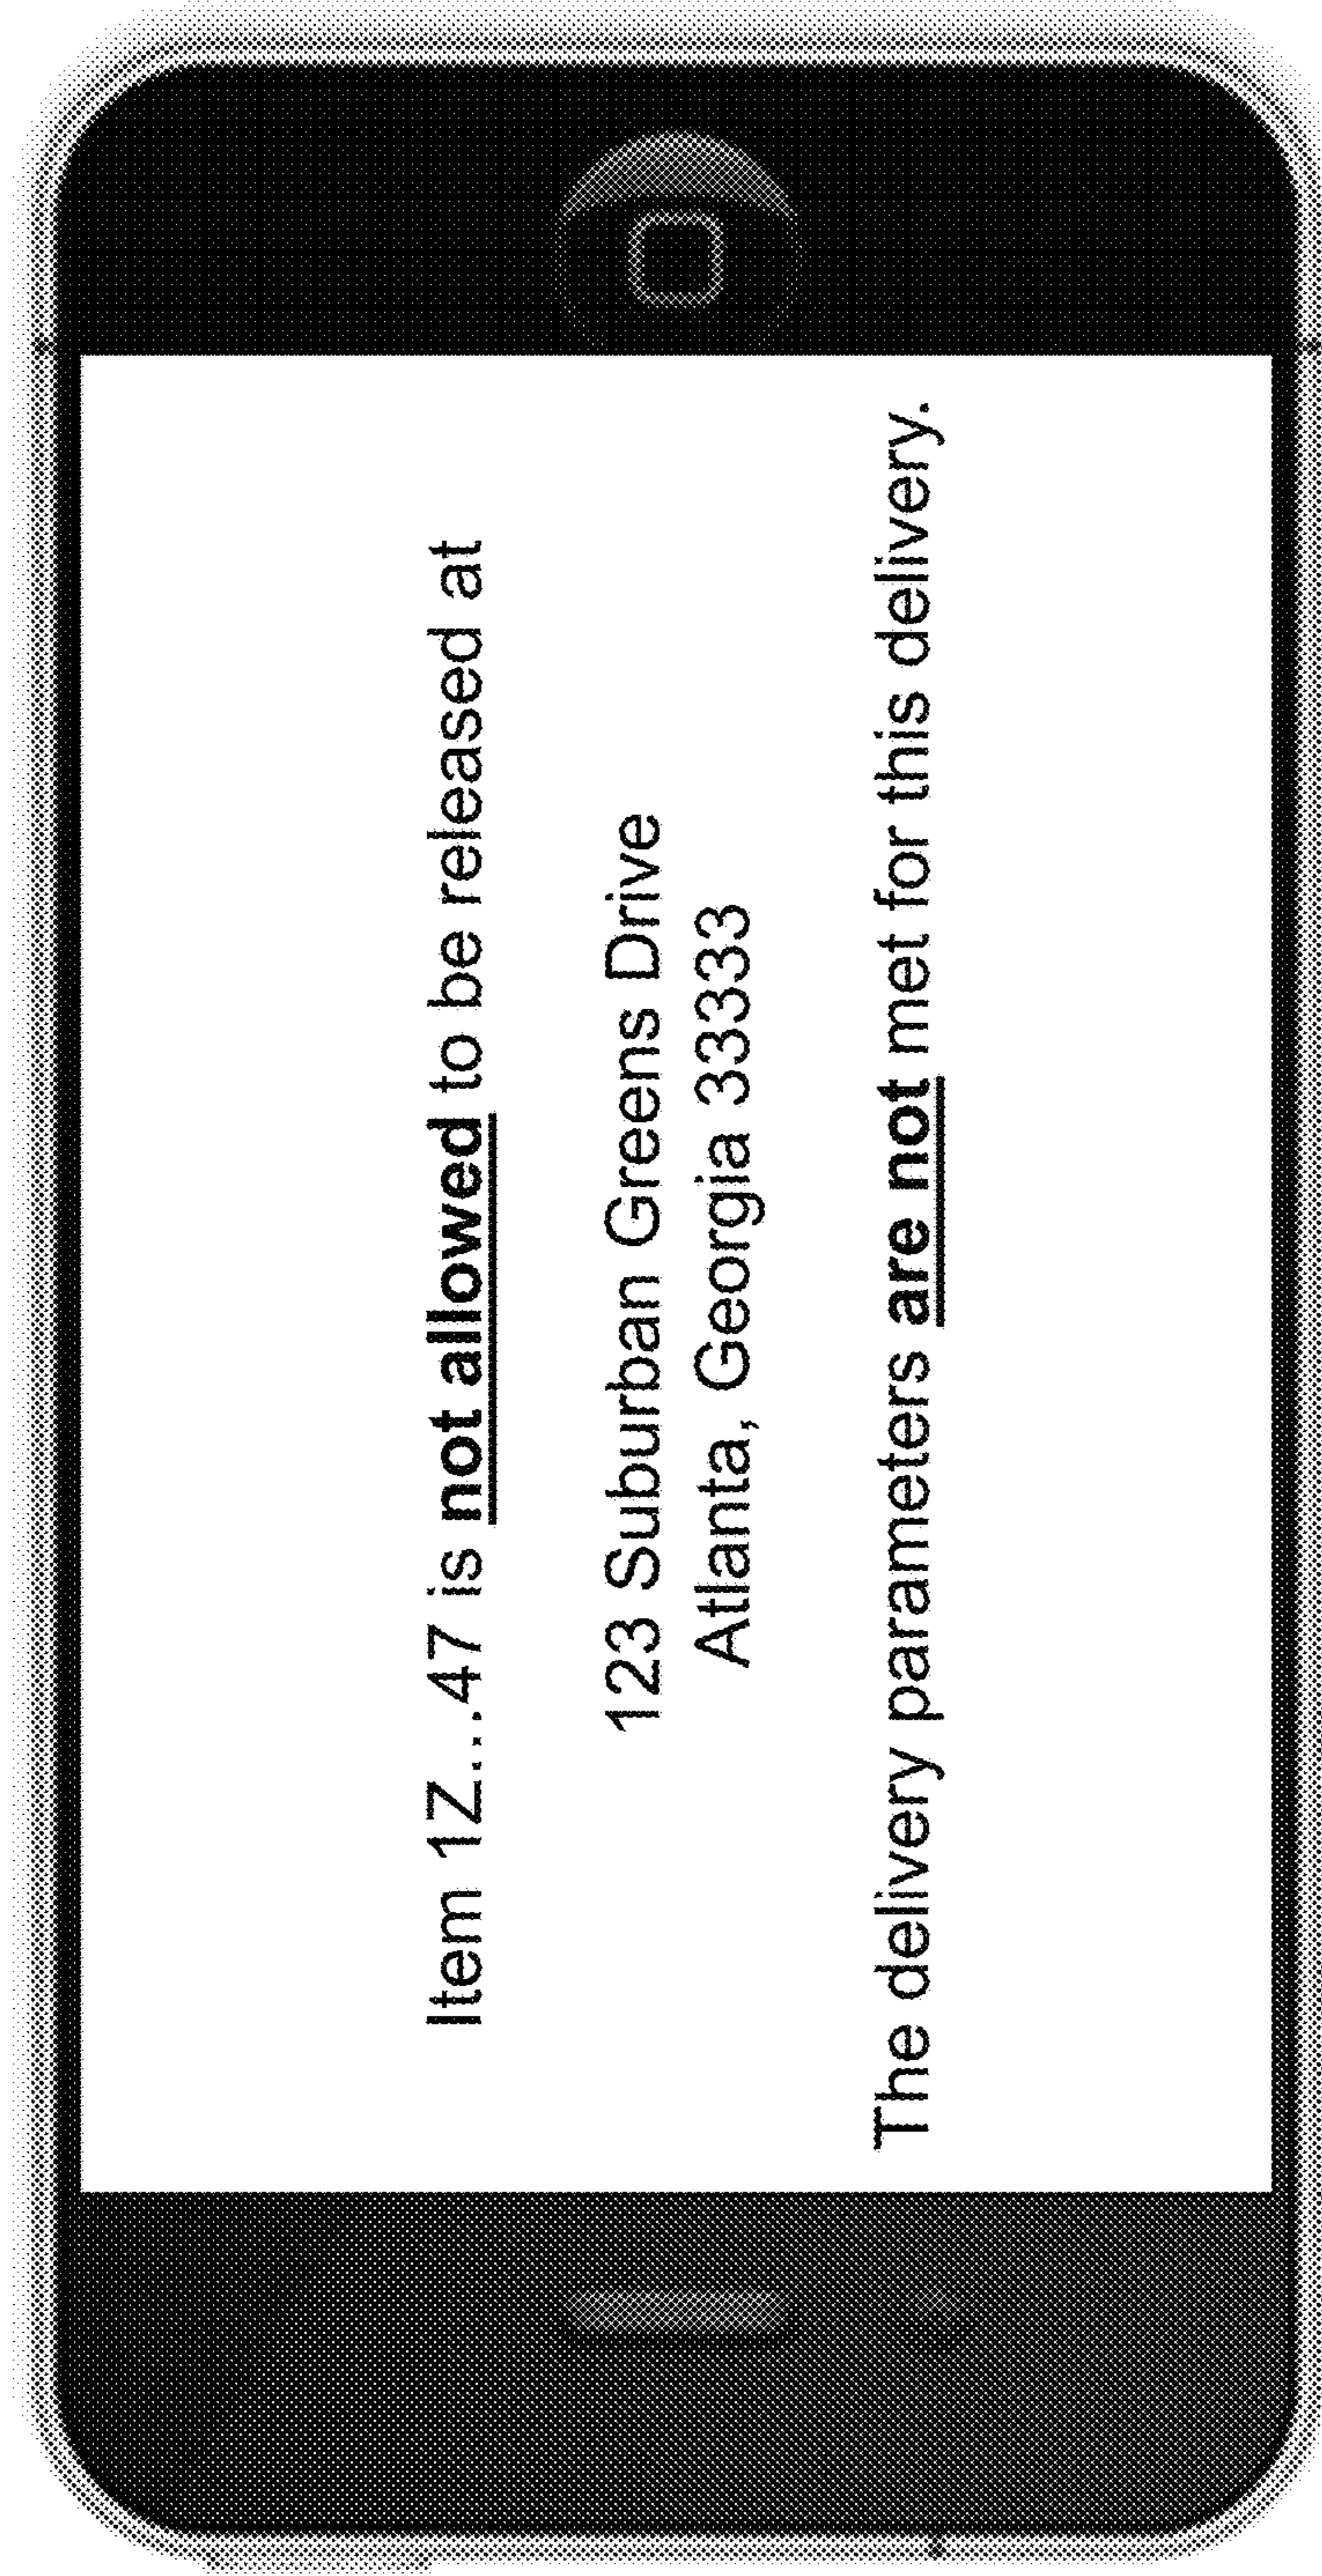 Item 1Z...47 is not allowed to be released at
123 Suburban Greens Drive
Atlanta, Georgia 33333
The delivery parameters are not met for this delivery.